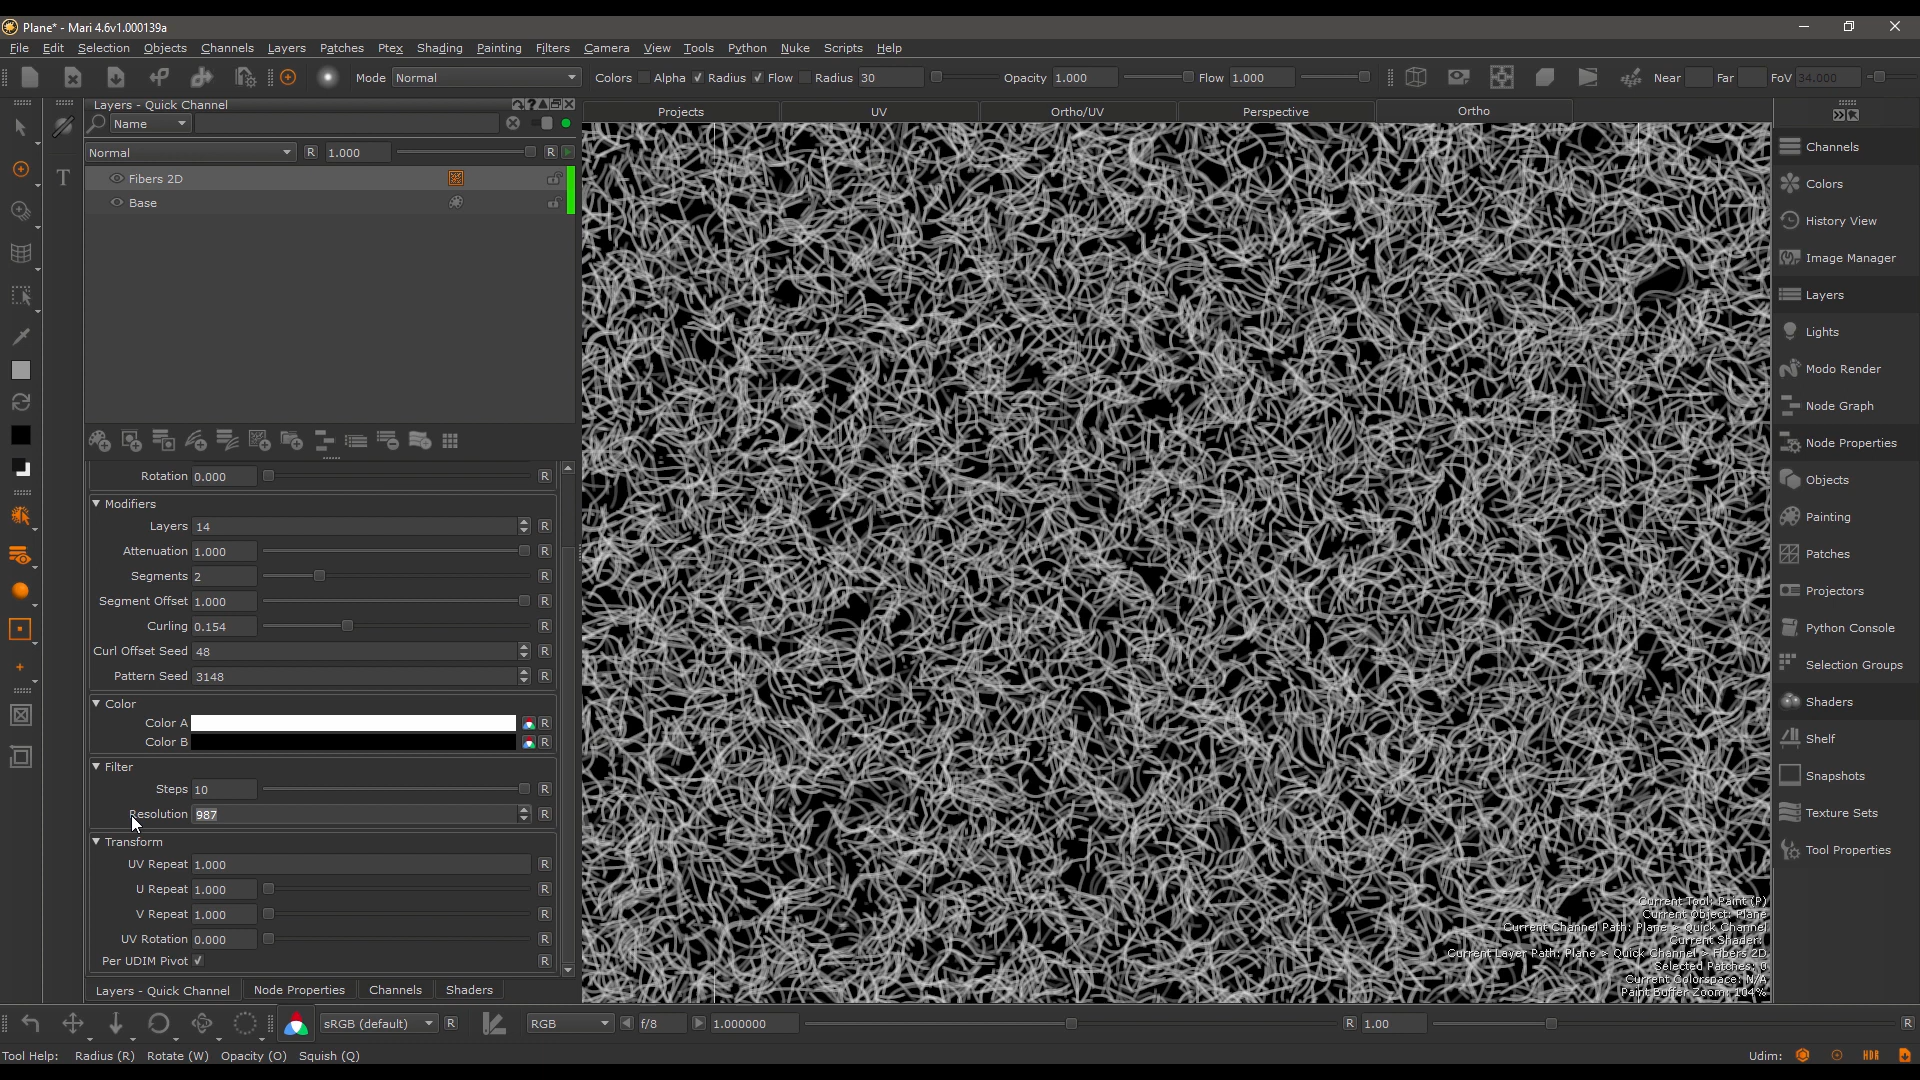 Plane* - Mari 4.6v1.000139a
File Edit Selection Objects Channels Layers Patches Ptex Shading Painting Filters Camera View Tools Python Nuke Scripts Help
Mode Normal Colors Alpha Radius Flow Radius 30 Opacity 1.000 Flow 1.000 Near Far FoV 34.000
Layers - Quick Channel
Projects UV Ortho/UV Perspective Ortho
Name
Normal R 1.000 R
Fibers 2D
Base
Rotation 0.000 R
Modifiers
Layers 14 R
Attenuation 1.000 R
Segments 2 R
Segment Offset 1.000 R
Curling 0.154 R
Curl Offset Seed 48 R
Pattern Seed 3148 R
Color
Color A R
Color B R
Filter
Steps 10 R
Resolution 987 R
Transform
UV Repeat 1.000 R
U Repeat 1.000 R
V Repeat 1.000 R
UV Rotation 0.000 R
Per UDIM Pivot R
Layers - Quick Channel Node Properties Channels Shaders
Current Tool: Paint (P)
Current Object: Plane
Current Channel Path: Plane > Quick Channel
Current Shader:
Current Layer Path: Plane > Quick Channel > Fibers 2D
Selected Patches: 0
Current Colorspace: N/A
Paint Buffer Zoom: 104%
Channels
Colors
History View
Image Manager
Layers
Lights
Modo Render
Node Graph
Node Properties
Objects
Painting
Patches
Projectors
Python Console
Selection Groups
Shaders
Shelf
Snapshots
Texture Sets
Tool Properties
sRGB (default) R RGB f/8 1.000000 R 1.00 R
Tool Help: Radius (R) Rotate (W) Opacity (O) Squish (Q)
Udim: HDR